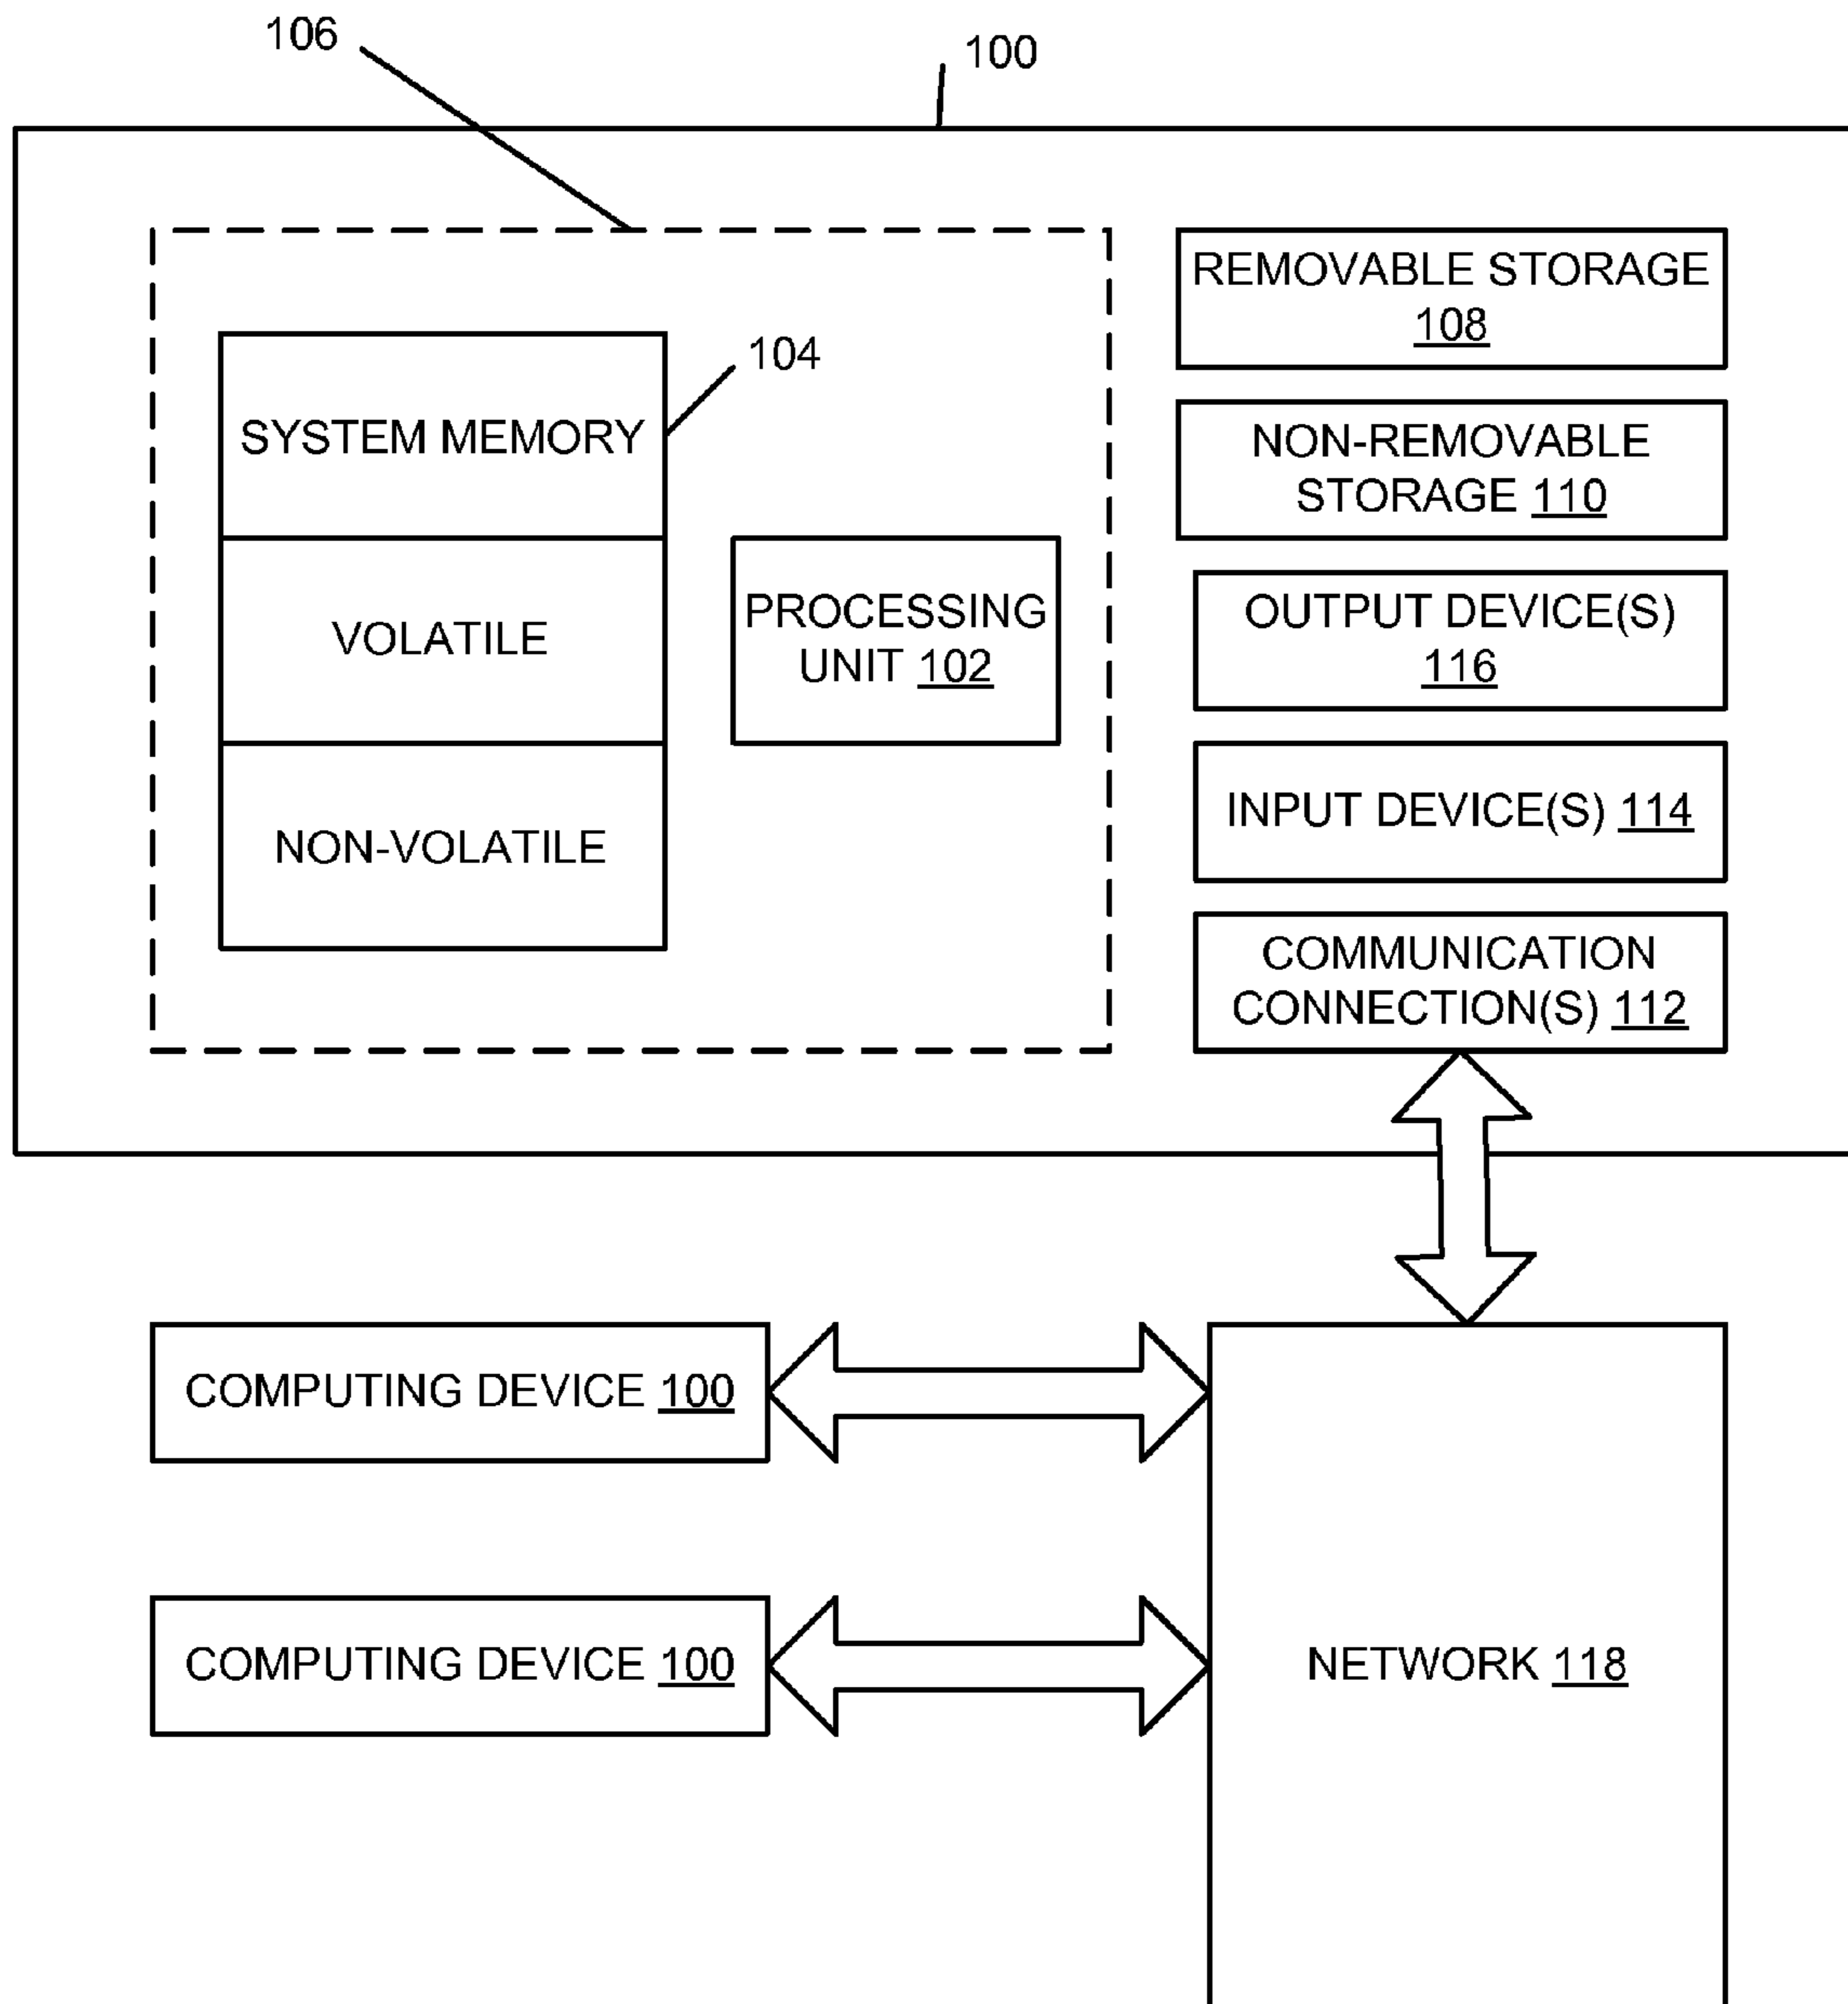 106
100
REMOVABLE STORAGE
108
104
SYSTEM MEMORY
NON-REMOVABLE
STORAGE 110
VOLATILE
PROCESSING
UNIT 102
OUTPUT DEVICE(S)
116
NON-VOLATILE
INPUT DEVICE(S) 114
COMMUNICATION
CONNECTION(S) 112
COMPUTING DEVICE 100
COMPUTING DEVICE 100
NETWORK 118